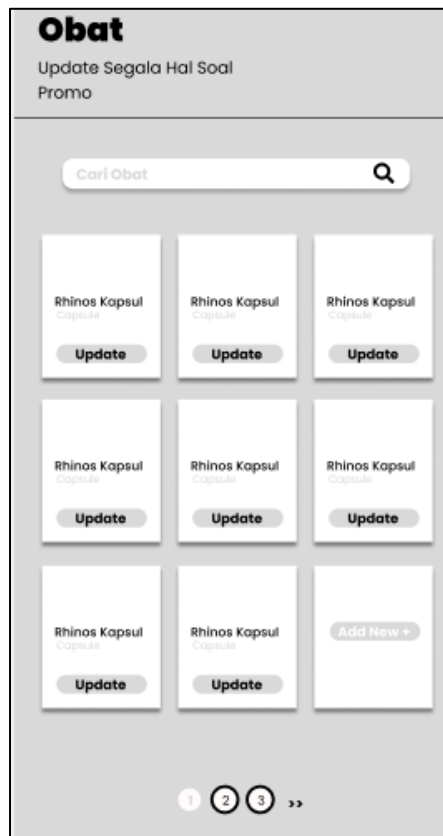 Obat
Update Segala Hal Soal
Promo
Cari Obat
Rhinos Kapsul
Capsule
Update
Rhinos Kapsul
Capsule
Update
Rhinos Kapsul
Capsule
Update
Rhinos Kapsul
Capsule
Update
Rhinos Kapsul
Capsule
Update
Rhinos Kapsul
Capsule
Update
Rhinos Kapsul
Capsule
Update
Rhinos Kapsul
Capsule
Update
Add New +
1 2 3 >>